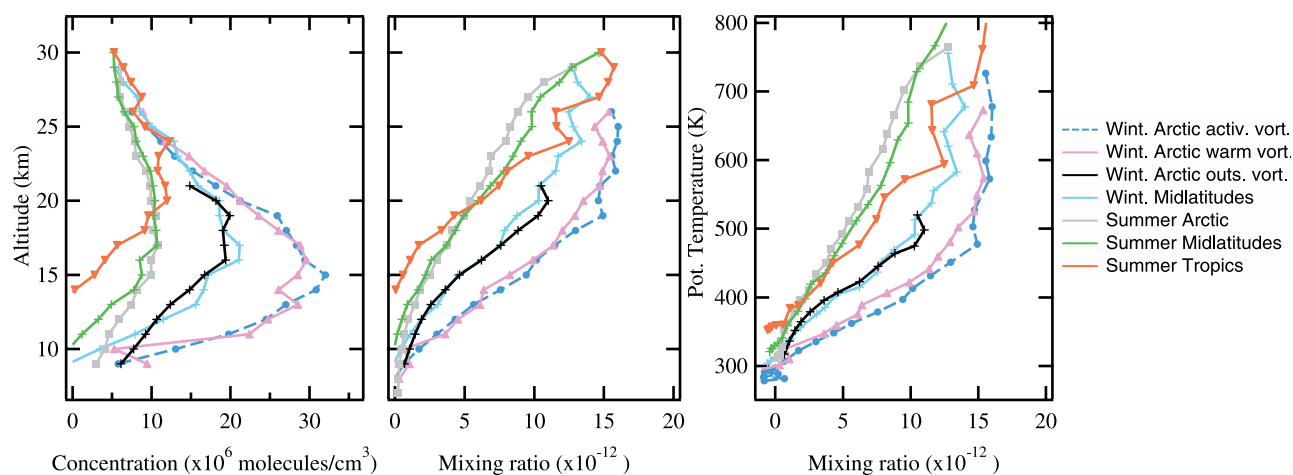 30
25
20
15
10
Altitude (km)
0
10
20
30
Concentration (x10⁶ molecules/cm³)
0
5
10
15
20
Mixing ratio (x10⁻¹²)
800
700
600
500
400
300
Pot. Temperature (K)
0
5
10
15
20
Mixing ratio (x10⁻¹²)
Wint. Arctic activ. vort.
Wint. Arctic warm vort.
Wint. Arctic outs. vort.
Wint. Midlatitudes
Summer Arctic
Summer Midlatitudes
Summer Tropics